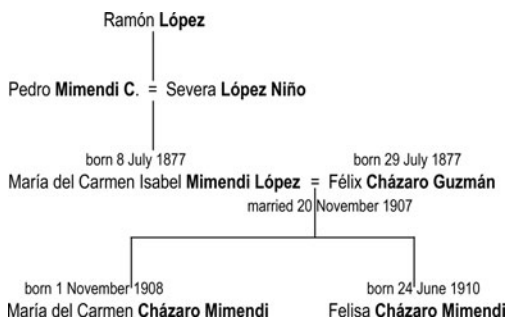 Ramón López
Pedro Mimendi C. = Severa López Niño
born 8 July 1877 born 29 July 1877
María del Carmen Isabel Mimendi López = Félix Cházaro Guzmán
married 20 November 1907
born 1 November 1908 born 24 June 1910
María del Carmen Cházaro Mimendi Felisa Cházaro Mimendi